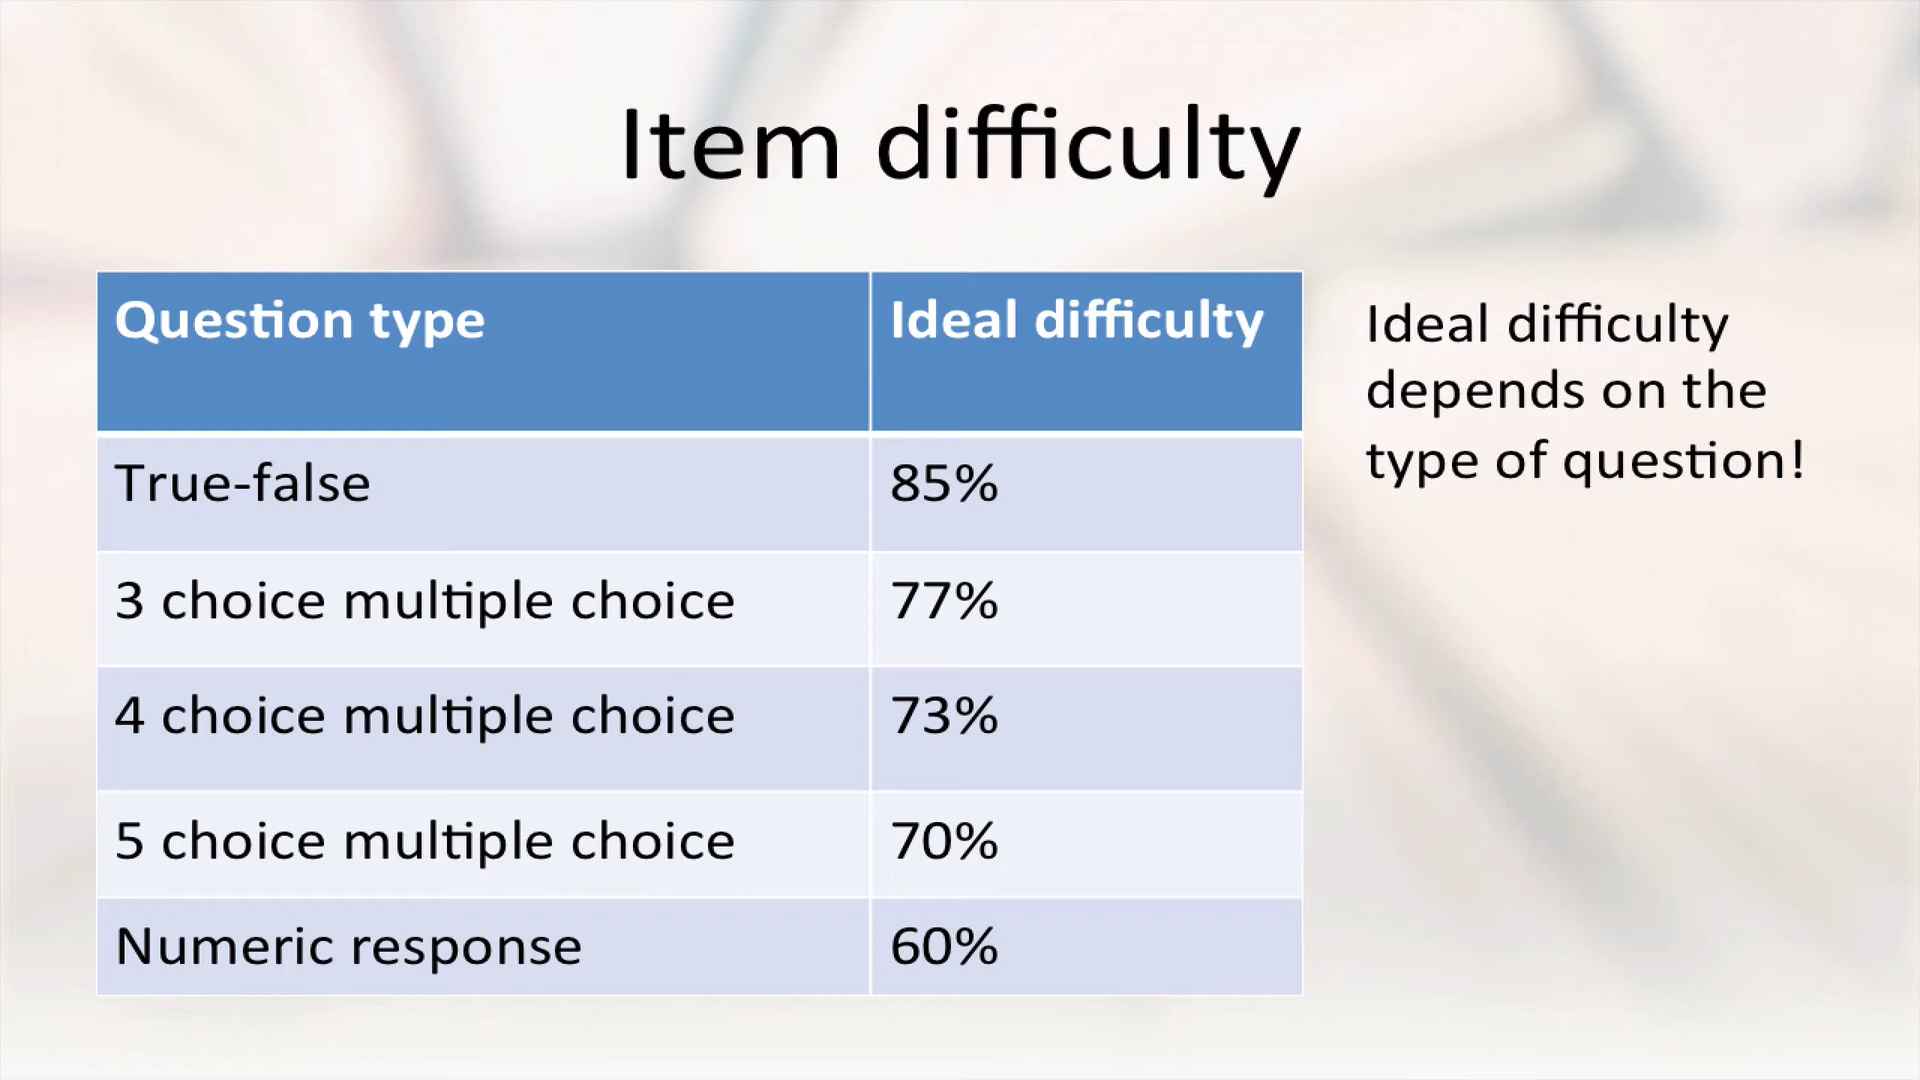 Item difficulty
Question type
Ideal difficulty
True-false
85%
3 choice multiple choice
77%
4 choice multiple choice
73%
5 choice multiple choice
70%
Numeric response
60%
Ideal difficulty
depends on the
type of question!